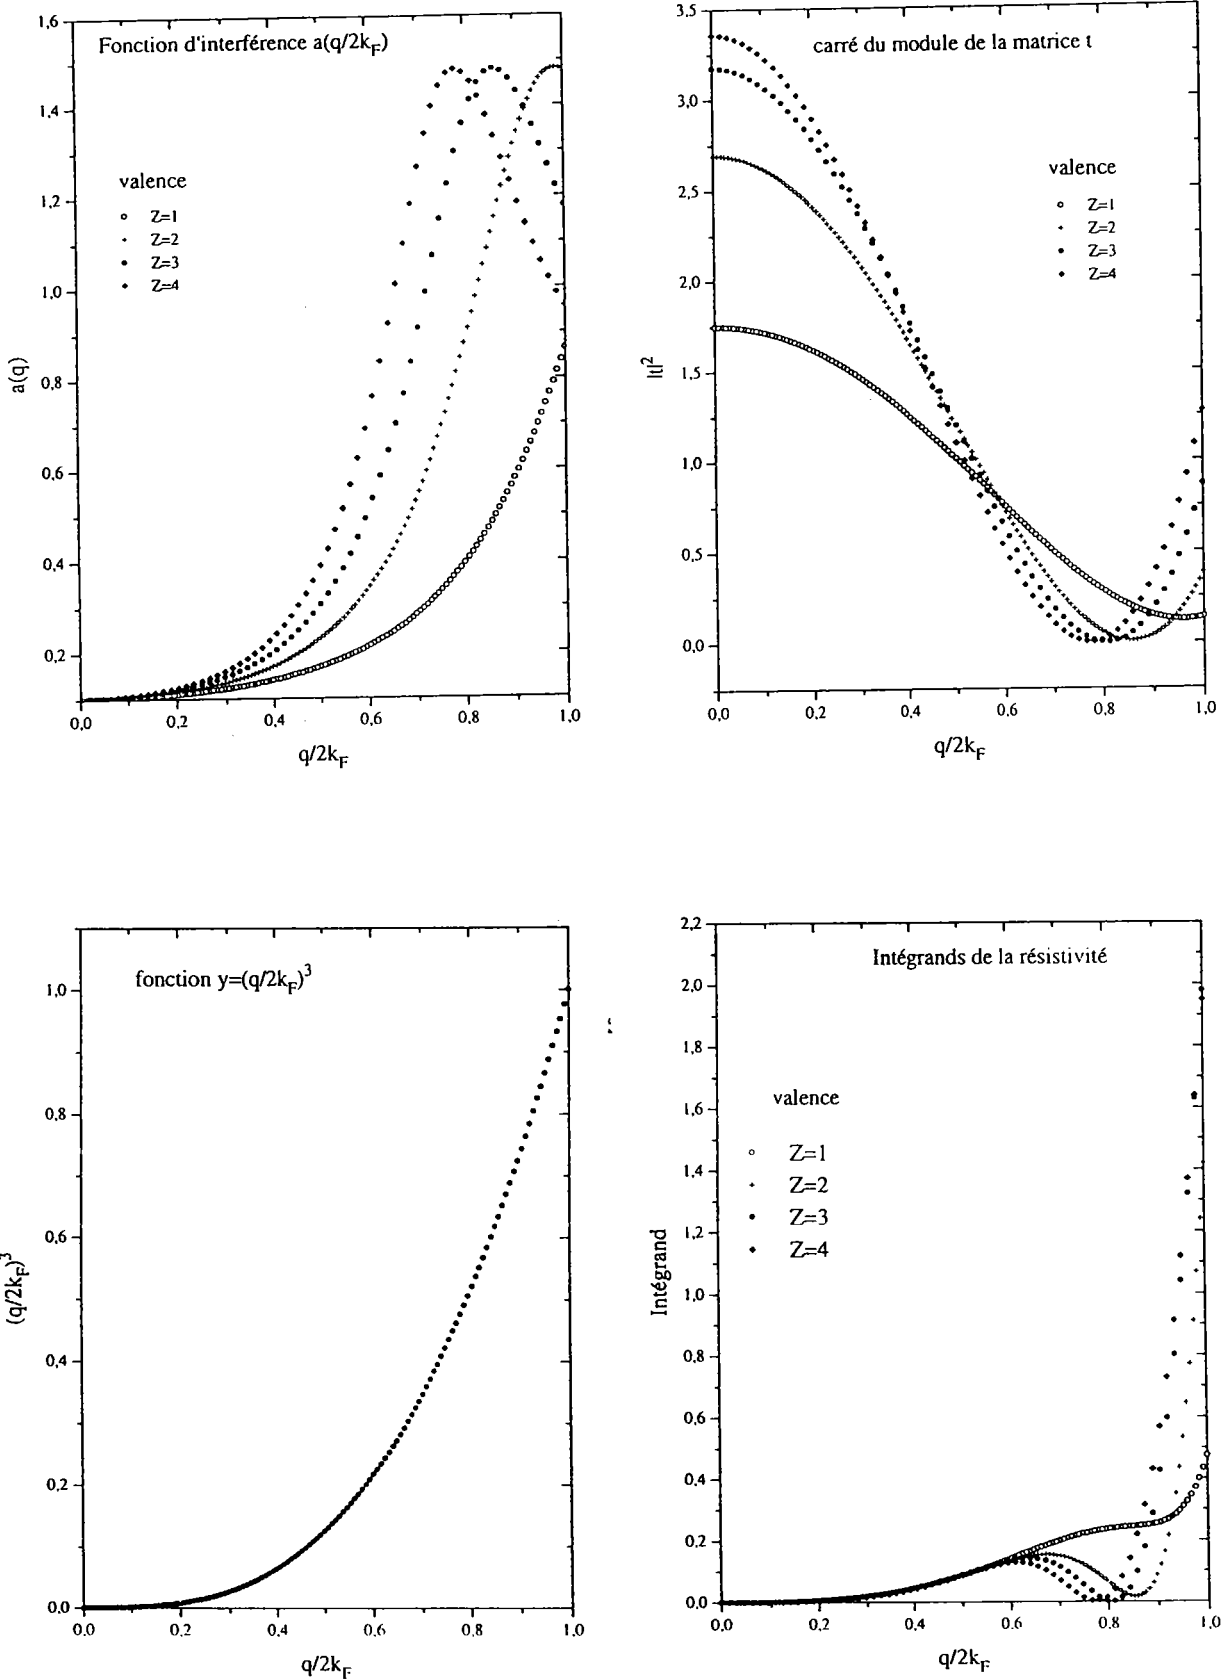 Fonction d'interférence a(q/2kF)
1,6
1,4
1,2
1,0
0,8
0,6
0,4
0,2
a(q)
valence
Z=1
Z=2
Z=3
Z=4
0,0 0,2 0,4 0,6 0,8 1,0
q/2kF
carré du module de la matrice t
3,5
3,0
2,5
2,0
1,5
1,0
0,5
0,0
|t|²
valence
Z=1
Z=2
Z=3
Z=4
0,0 0,2 0,4 0,6 0,8 1,0
q/2kF
fonction y=(q/2kF)³
1,0
0,8
0,6
0,4
0,2
0,0
(q/2kF)³
0,0 0,2 0,4 0,6 0,8 1,0
q/2kF
Intégrands de la résistivité
2,2
2,0
1,8
1,6
1,4
1,2
1,0
0,8
0,6
0,4
0,2
0,0
Intégrand
valence
Z=1
Z=2
Z=3
Z=4
0,0 0,2 0,4 0,6 0,8 1,0
q/2kF